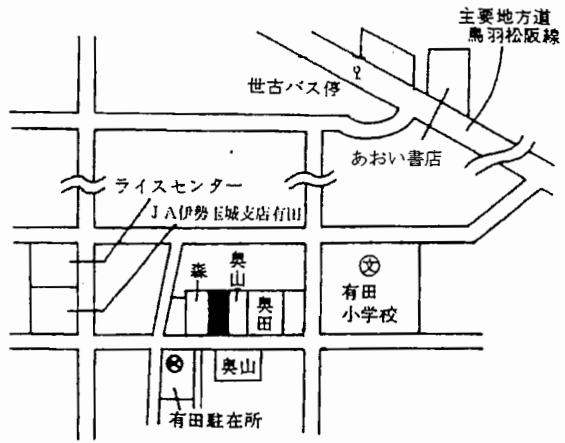 主要地方道
鳥羽松阪線
世古バス停
あおい書店
ライスセンター
JA伊勢玉城支店有田
森
奥山
奥田
文
有田
小学校
奥山
有田駐在所